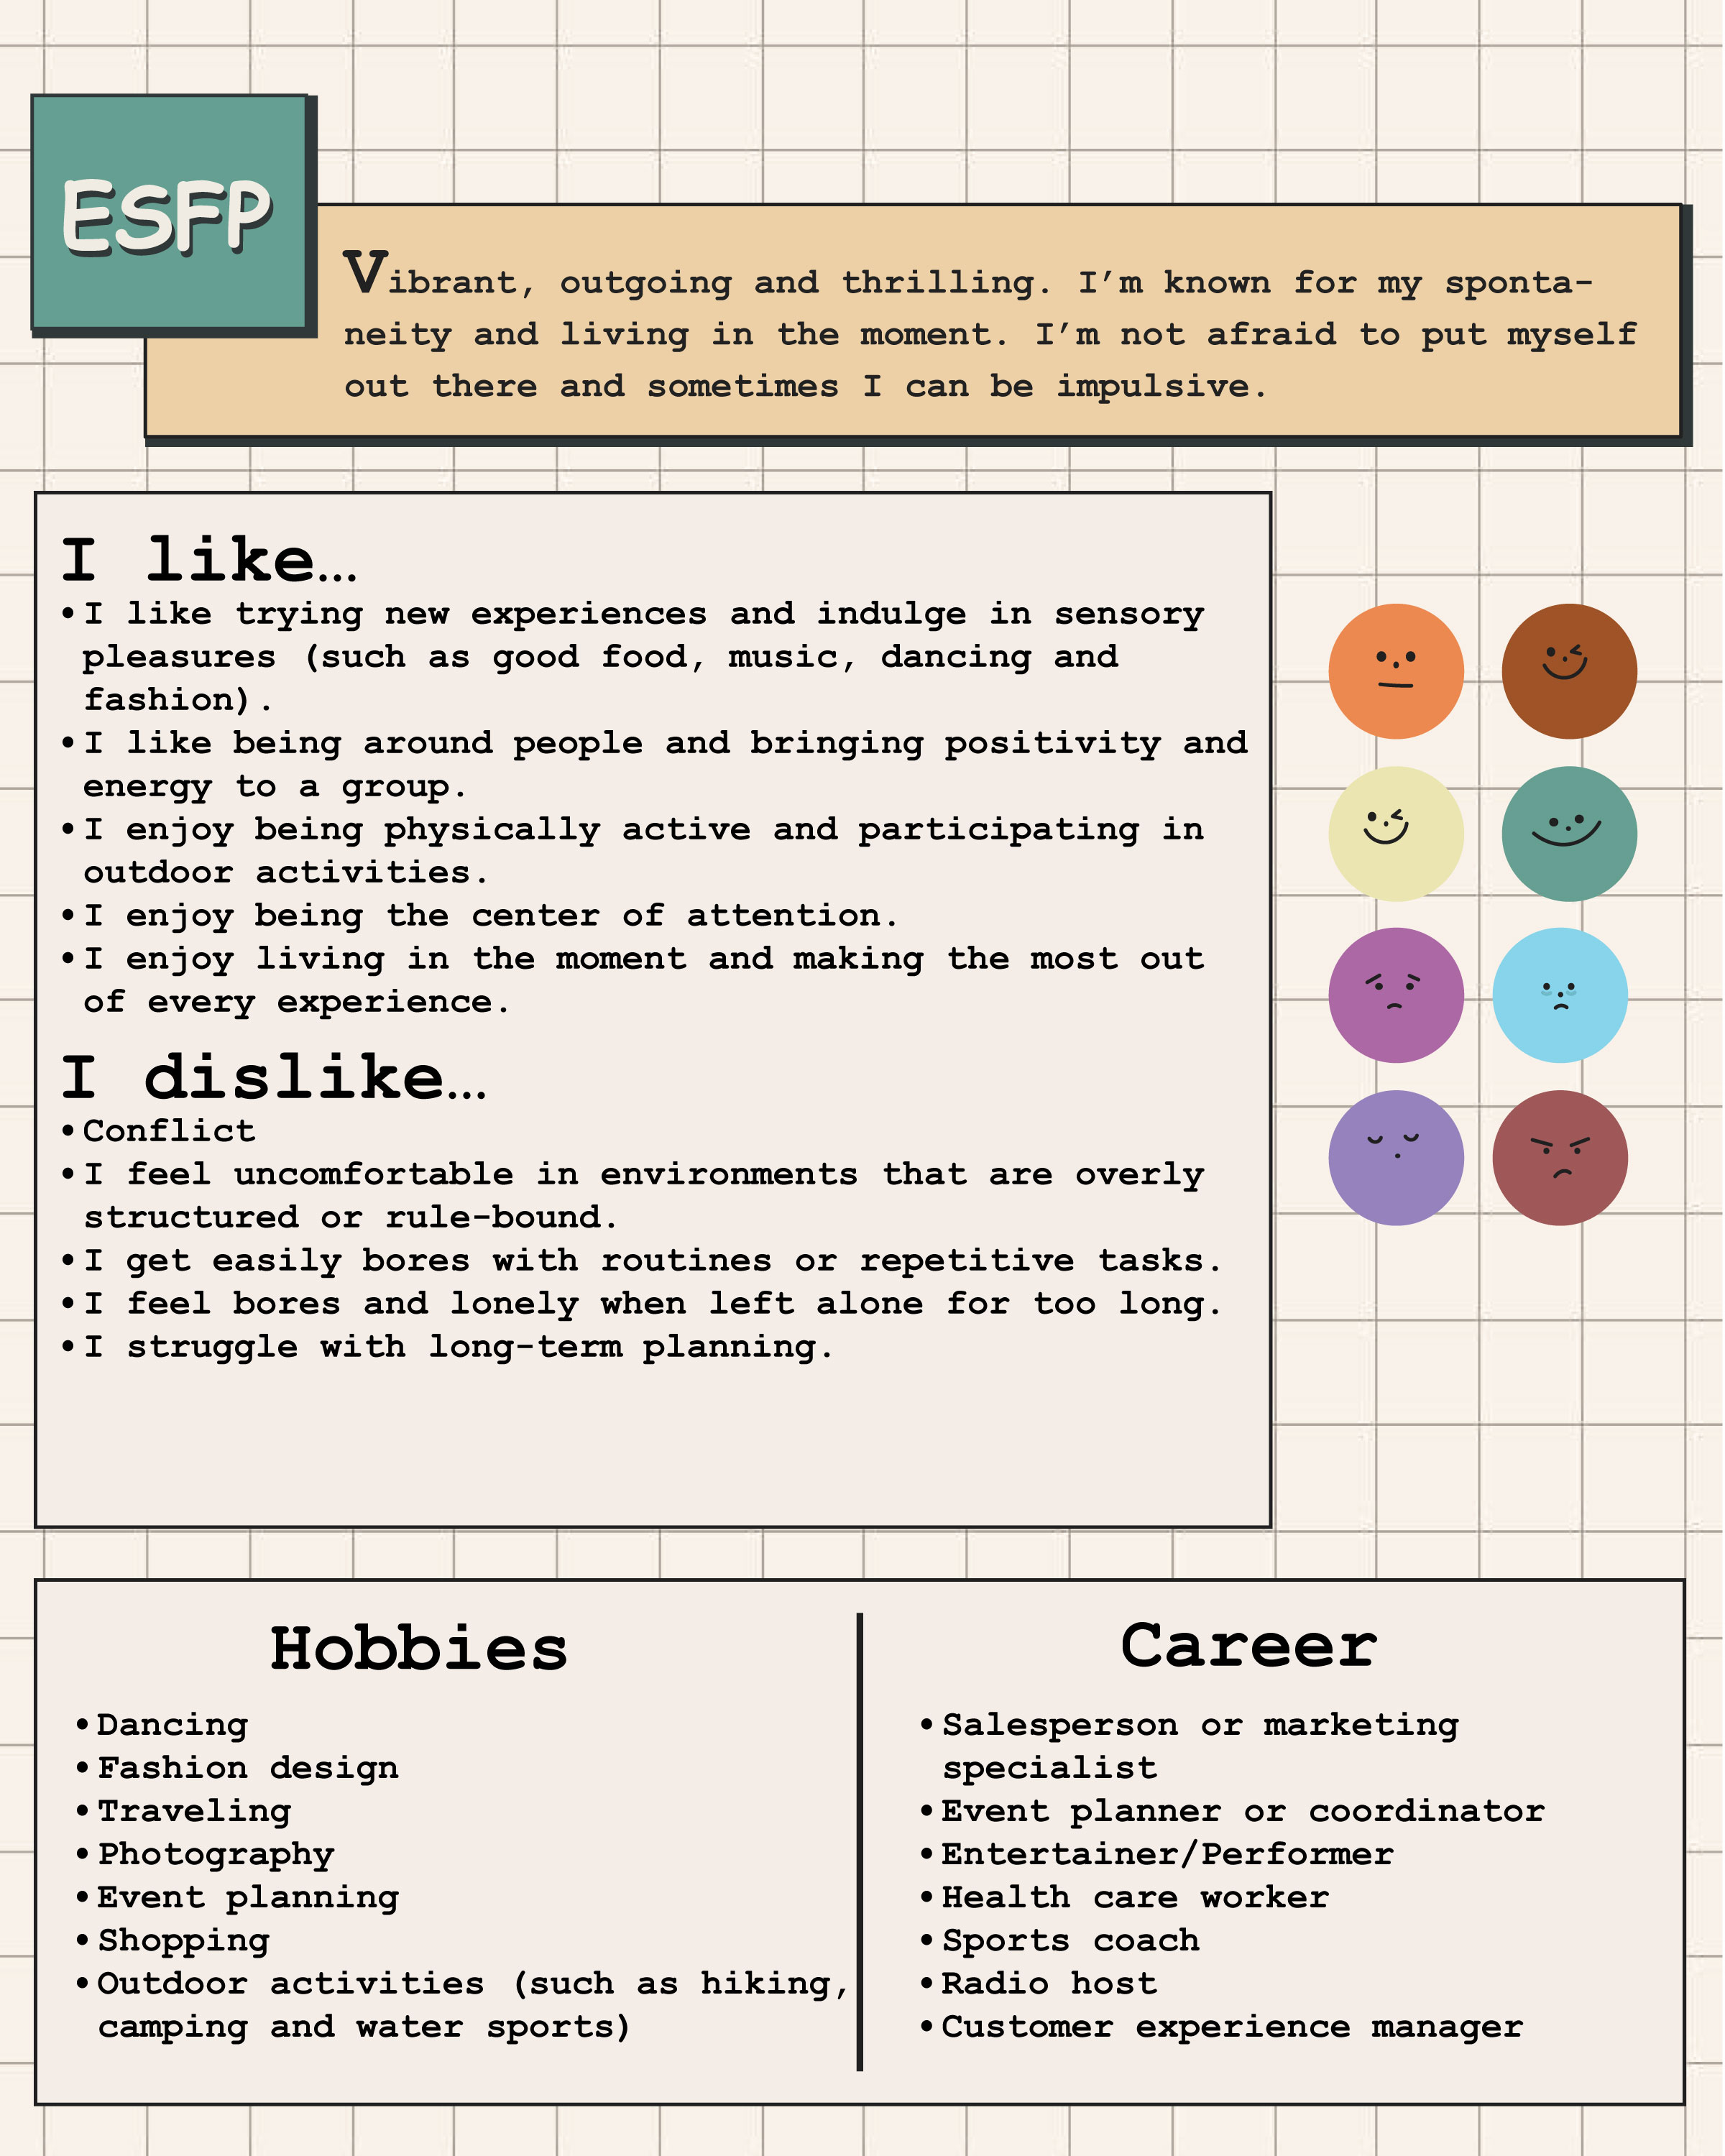 ESFP
Vibrant, outgoing and thrilling. I’m known for my sponta-
neity and living in the moment. I’m not afraid to put myself
out there and sometimes I can be impulsive.
I like…
•I like trying new experiences and indulge in sensory
pleasures (such as good food, music, dancing and
fashion).
•I like being around people and bringing positivity and
energy to a group.
•I enjoy being physically active and participating in
outdoor activities.
•I enjoy being the center of attention.
•I enjoy living in the moment and making the most out
of every experience.
I dislike…
•Conflict
•I feel uncomfortable in environments that are overly
structured or rule-bound.
•I get easily bores with routines or repetitive tasks.
•I feel bores and lonely when left alone for too long.
•I struggle with long-term planning.
Hobbies
•Dancing
•Fashion design
•Traveling
•Photography
•Event planning
•Shopping
•Outdoor activities (such as hiking,
camping and water sports)
Career
•Salesperson or marketing
specialist
•Event planner or coordinator
•Entertainer/Performer
•Health care worker
•Sports coach
•Radio host
•Customer experience manager